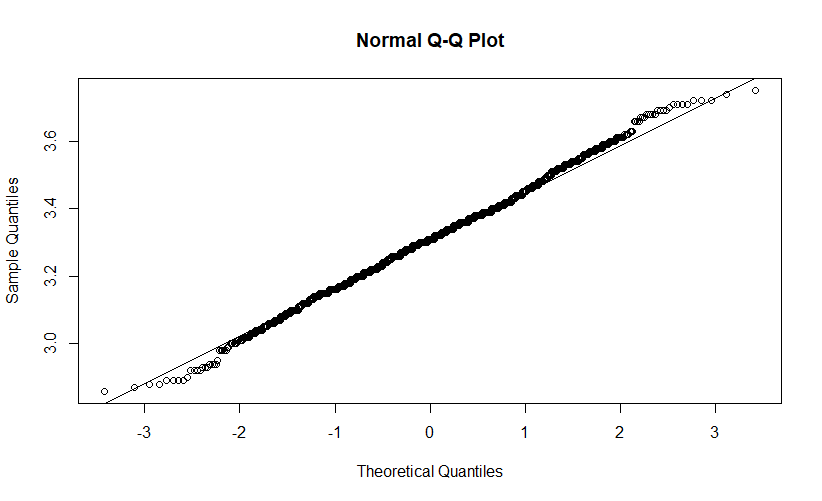 Normal Q-Q Plot
Sample Quantiles
3.6
3.4
3.2
3.0
-3 -2 -1 0 1 2 3
Theoretical Quantiles